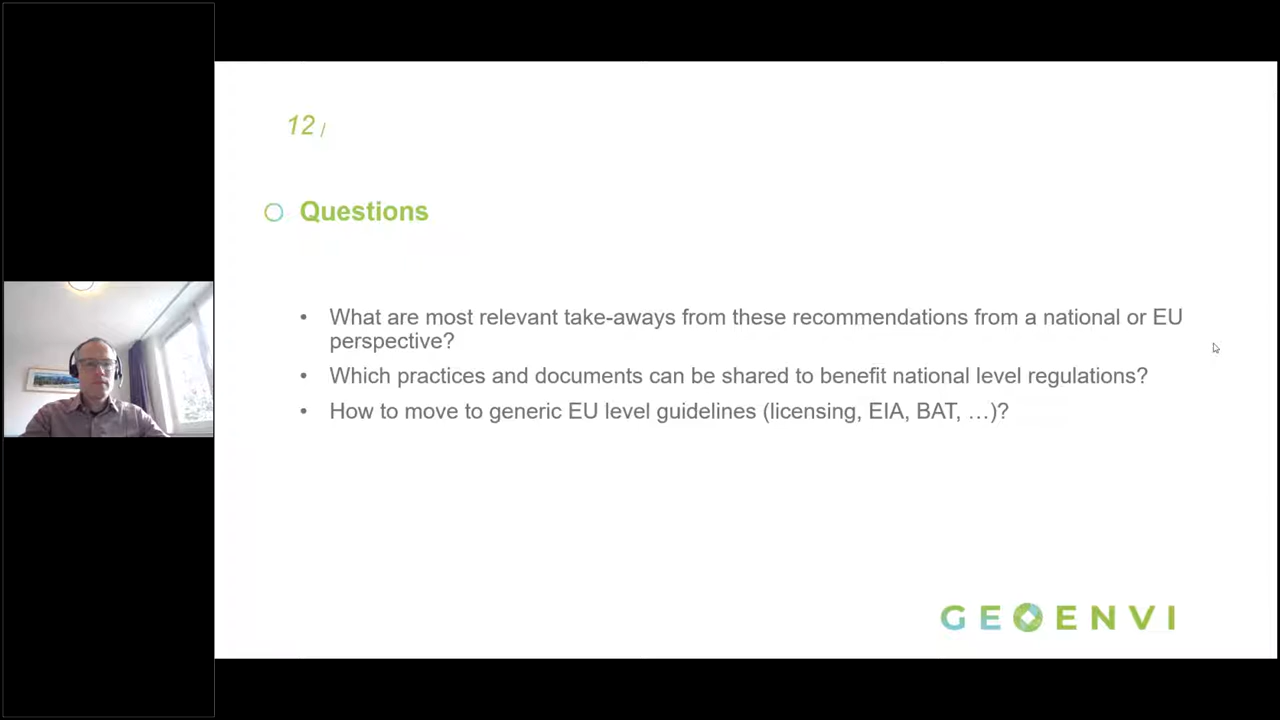 12 /
Questions
• What are most relevant take-aways from these recommendations from a national or EU
perspective?
• Which practices and documents can be shared to benefit national level regulations?
• How to move to generic EU level guidelines (licensing, EIA, BAT, …)?
GEOENVI